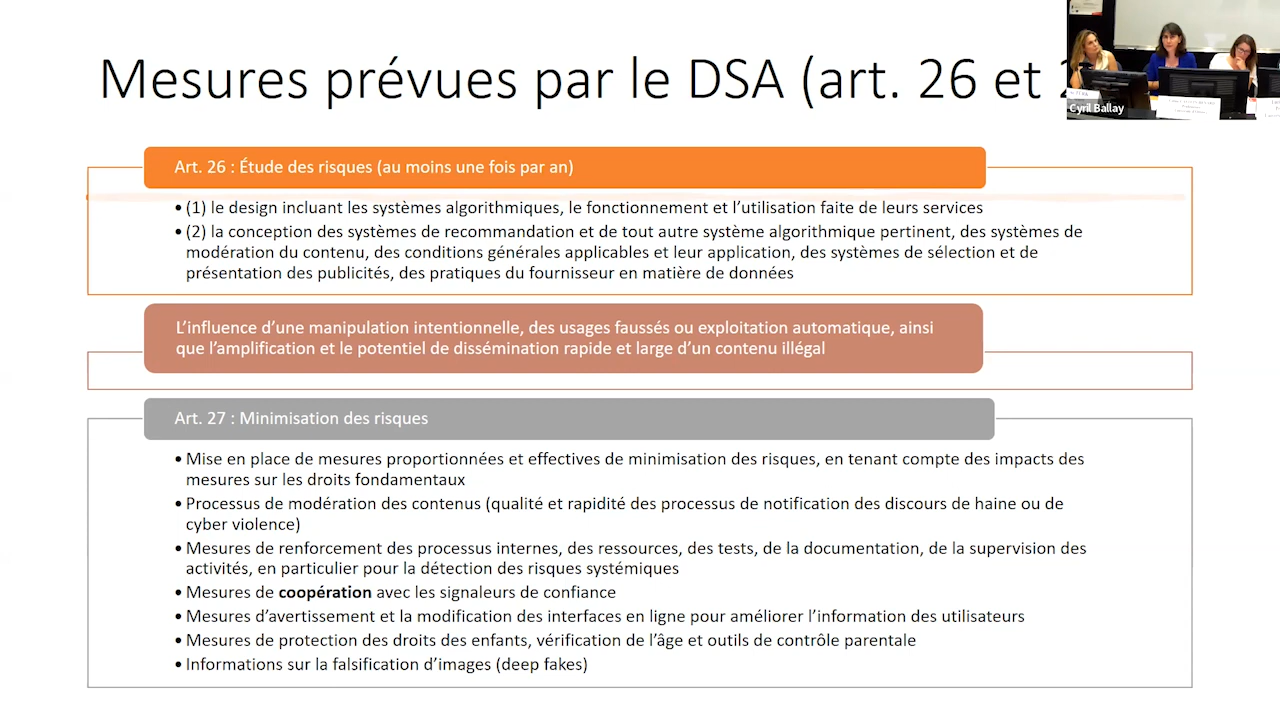 Mesures prévues par le DSA (art. 26 et 2
Cyril Ballay
Art. 26 : Étude des risques (au moins une fois par an)
• (1) le design incluant les systèmes algorithmiques, le fonctionnement et l’utilisation faite de leurs services
• (2) la conception des systèmes de recommandation et de tout autre système algorithmique pertinent, des systèmes de
modération du contenu, des conditions générales applicables et leur application, des systèmes de sélection et de
présentation des publicités, des pratiques du fournisseur en matière de données
L’influence d’une manipulation intentionnelle, des usages faussés ou exploitation automatique, ainsi
que l’amplification et le potentiel de dissémination rapide et large d’un contenu illégal
Art. 27 : Minimisation des risques
• Mise en place de mesures proportionnées et effectives de minimisation des risques, en tenant compte des impacts des
mesures sur les droits fondamentaux
• Processus de modération des contenus (qualité et rapidité des processus de notification des discours de haine ou de
cyber violence)
• Mesures de renforcement des processus internes, des ressources, des tests, de la documentation, de la supervision des
activités, en particulier pour la détection des risques systémiques
• Mesures de coopération avec les signaleurs de confiance
• Mesures d’avertissement et la modification des interfaces en ligne pour améliorer l’information des utilisateurs
• Mesures de protection des droits des enfants, vérification de l’âge et outils de contrôle parentale
• Informations sur la falsification d’images (deep fakes)